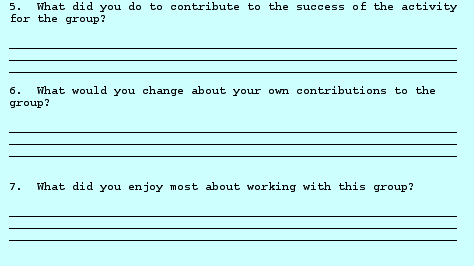 5.  What did you do to contribute to the success of the activity
for the group?
6.  What would you change about your own contributions to the
group?
7.  What did you enjoy most about working with this group?